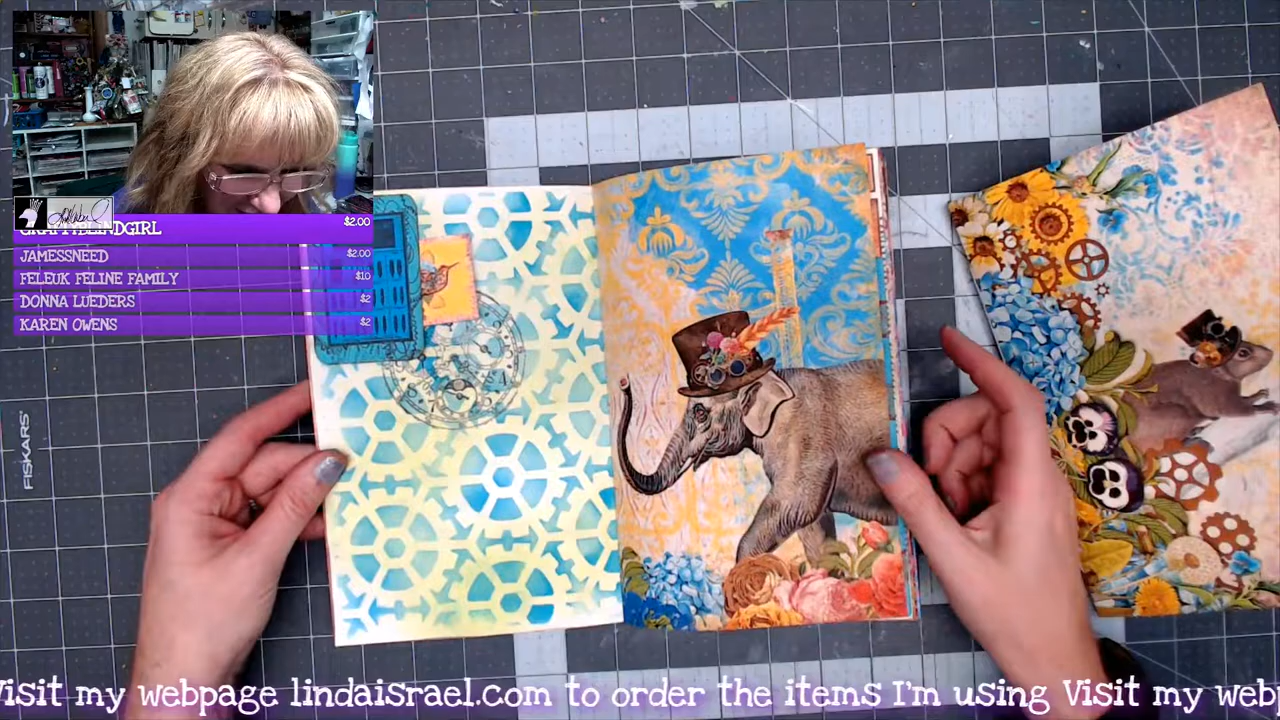 $2.00
JAMESSNEED $2.00
FELEUK FELINE FAMILY $10
DONNA LUEDERS $2
KAREN OWENS $2
FISKARS
Visit my webpage lindaisrael.com to order the items I'm using Visit my